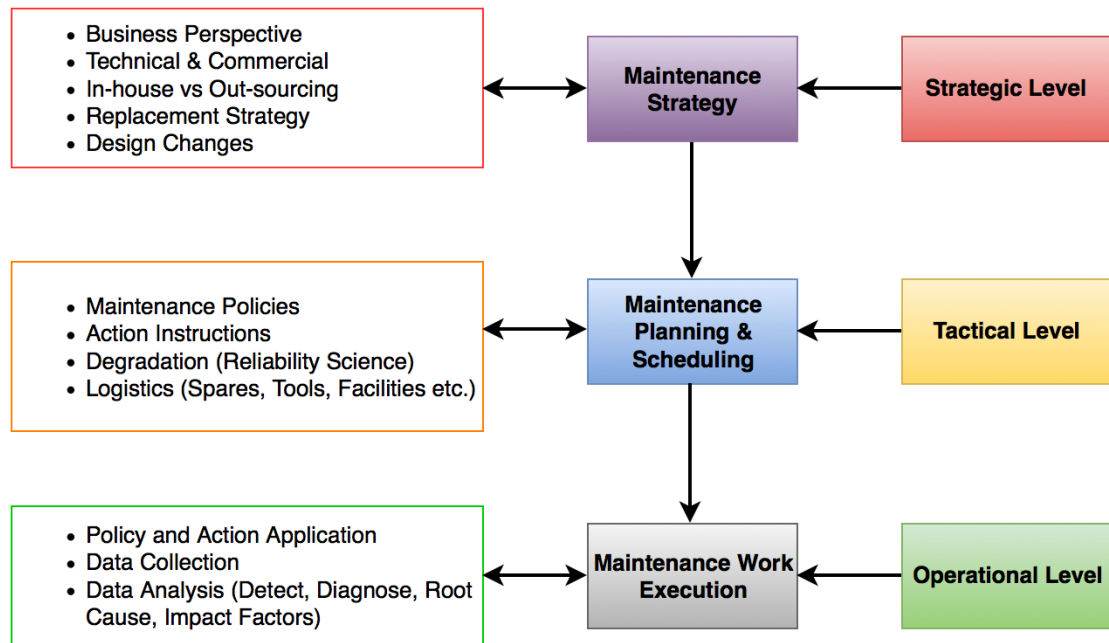 • Business Perspective
• Technical & Commercial
• In-house vs Out-sourcing
• Replacement Strategy
• Design Changes
Maintenance
Strategy
Strategic Level
• Maintenance Policies
• Action Instructions
• Degradation (Reliability Science)
• Logistics (Spares, Tools, Facilities etc.)
Maintenance
Planning &
Scheduling
Tactical Level
• Policy and Action Application
• Data Collection
• Data Analysis (Detect, Diagnose, Root
Cause, Impact Factors)
Maintenance Work
Execution
Operational Level